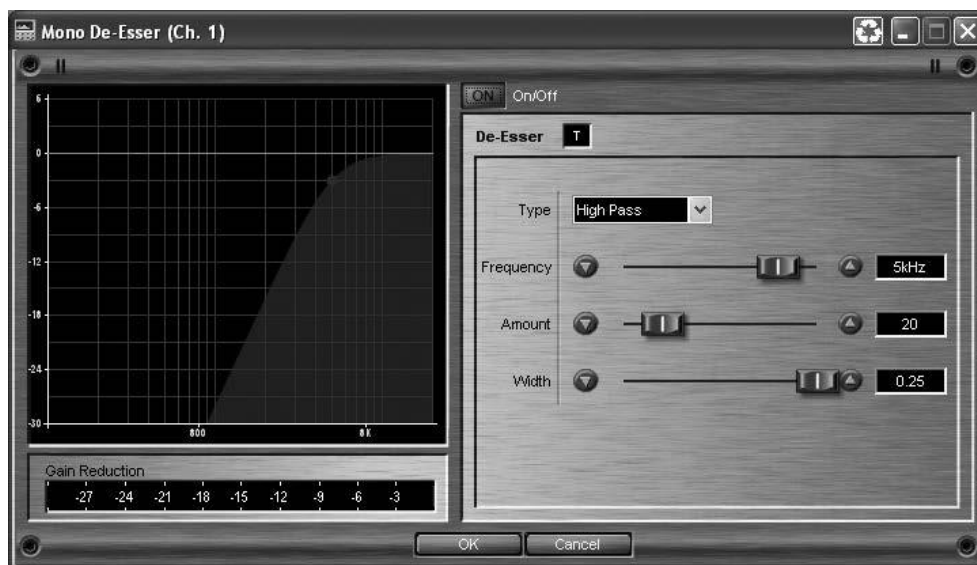 Mono De-Esser (Ch. 1)
6
0
-6
-12
-18
-24
-30
800
8K
Gain Reduction
-27 -24 -21 -18 -15 -12 -9 -6 -3
ON On/Off
De-Esser T
Type High Pass
Frequency 5kHz
Amount 20
Width 0.25
OK Cancel